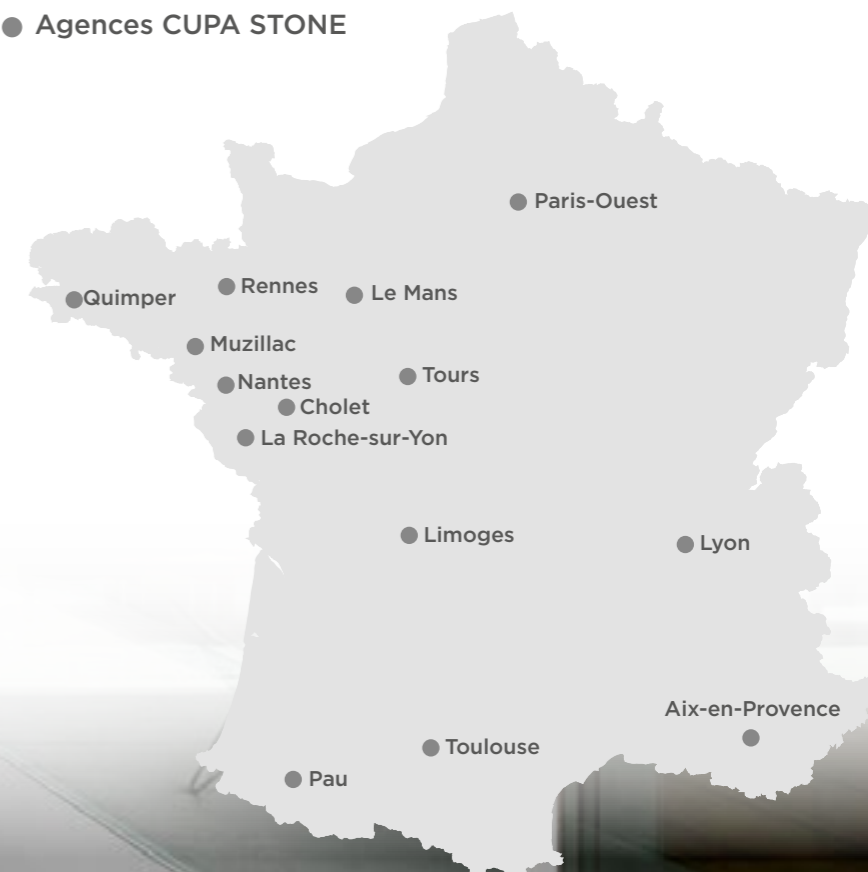 Agences CUPA STONE
Paris-Ouest
Rennes
Le Mans
Quimper
Muzillac
Tours
Nantes
Cholet
La Roche-sur-Yon
Limoges
Lyon
Aix-en-Provence
Toulouse
Pau